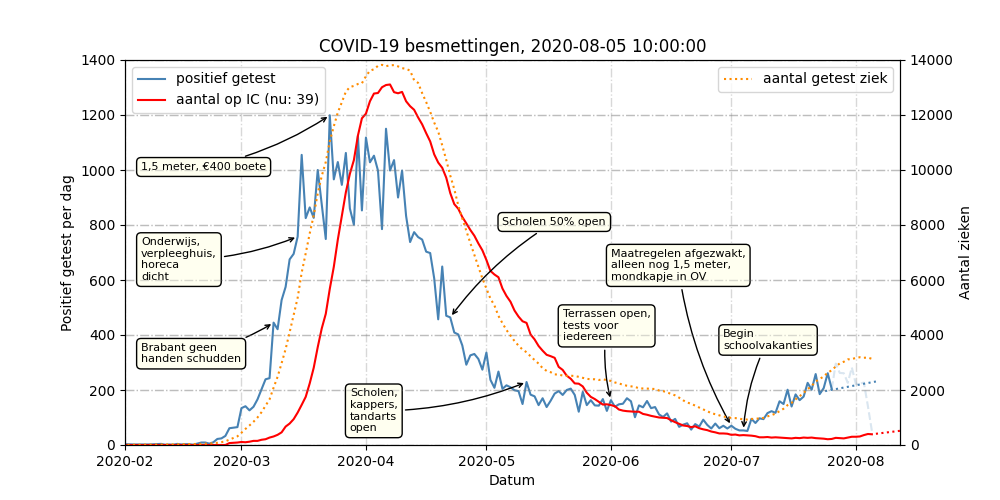 COVID-19 besmettingen, 2020-08-05 10:00:00
positief getest
aantal op IC (nu: 39)
aantal getest ziek
1,5 meter, €400 boete
Onderwijs,
verpleeghuis,
horeca
dicht
Brabant geen
handen schudden
Scholen,
kappers,
tandarts
open
Scholen 50% open
Terrassen open,
tests voor
iedereen
Maatregelen afgezwakt,
alleen nog 1,5 meter,
mondkapje in OV
Begin
schoolvakanties
Positief getest per dag
1400
1200
1000
800
600
400
200
0
14000
12000
10000
8000
6000
4000
2000
0
Aantal zieken
2020-02
2020-03
2020-04
2020-05
2020-06
2020-07
2020-08
Datum